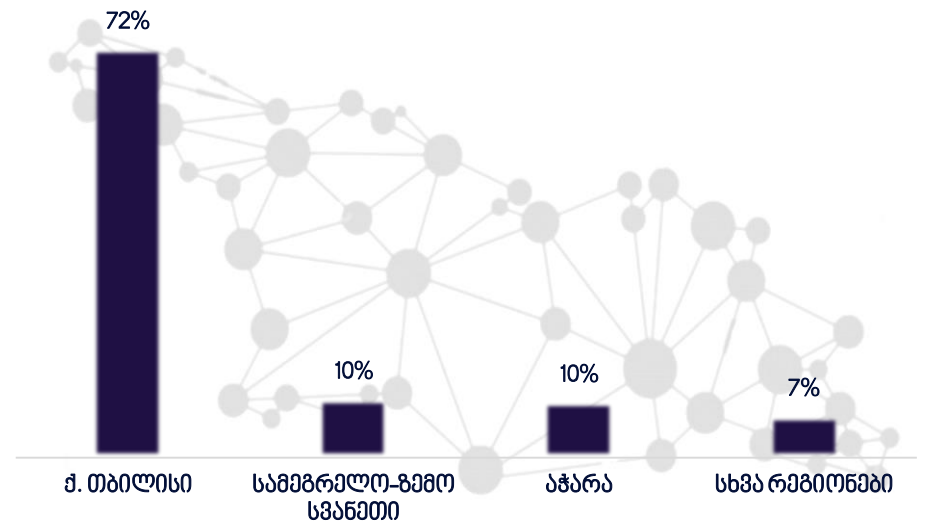 72%
10%
10%
7%
ქ. თბილისი
სამეგრელო-ზემო
სვანეთი
აჭარა
სხვა რეგიონები